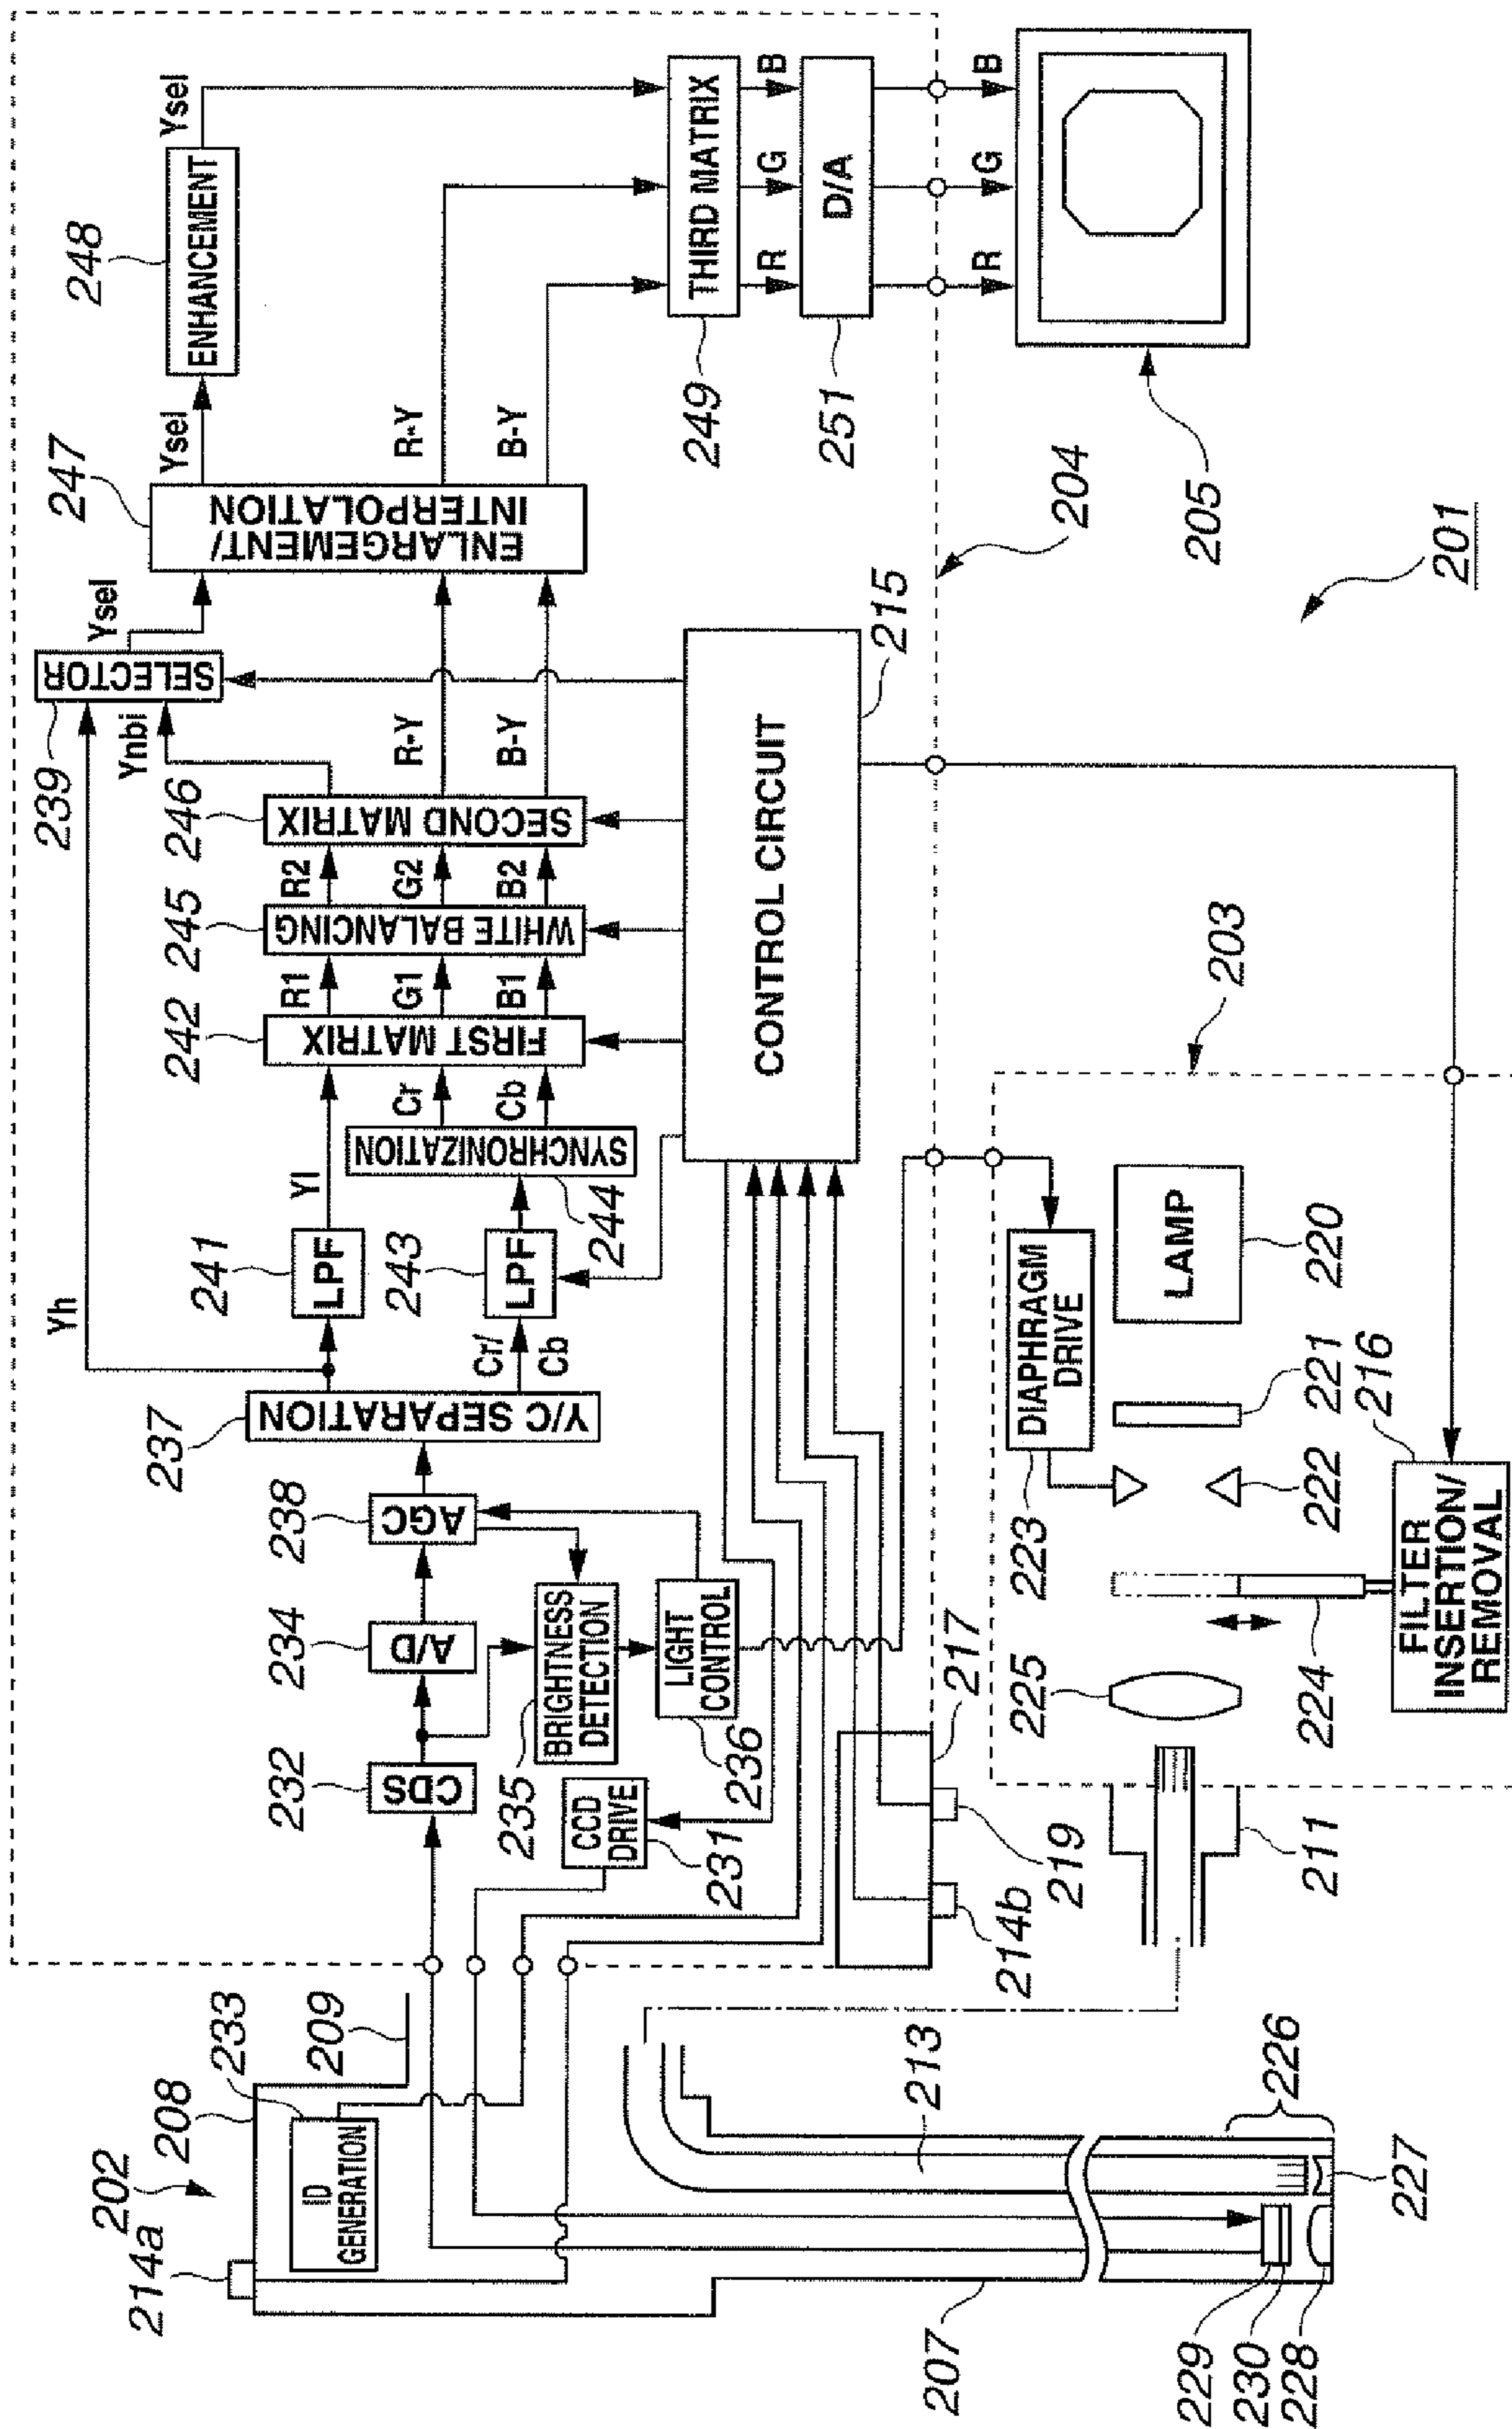 202
214a
208
233
209
ID
GENERATION
207
213
226
227
229
230
228
232
CDS
234
A/D
238
AGC
235
BRIGHTNESS
DETECTION
236
LIGHT
CONTROL
CCD
DRIVE
231
237
Y/C SEPARATION
Yh
241
LPF
Yl
243
LPF
Cr/
Cb
244
SYNCHRONIZATION
Cr
Cb
242
FIRST MATRIX
R1
G1
B1
245
WHITE BALANCING
R2
G2
B2
246
SECOND MATRIX
Ynbi
R-Y
B-Y
239
SELECTOR
Ysel
247
ENLARGEMENT/
INTERPOLATION
Ysel
R-Y
B-Y
248
ENHANCEMENT
Ysel
249
THIRD MATRIX
R
G
B
251
D/A
R
G
B
205
204
201
CONTROL CIRCUIT
215
217
214b
219
211
203
DIAPHRAGM
DRIVE
223
LAMP
220
221
216
222
225
224
FILTER
INSERTION/
REMOVAL